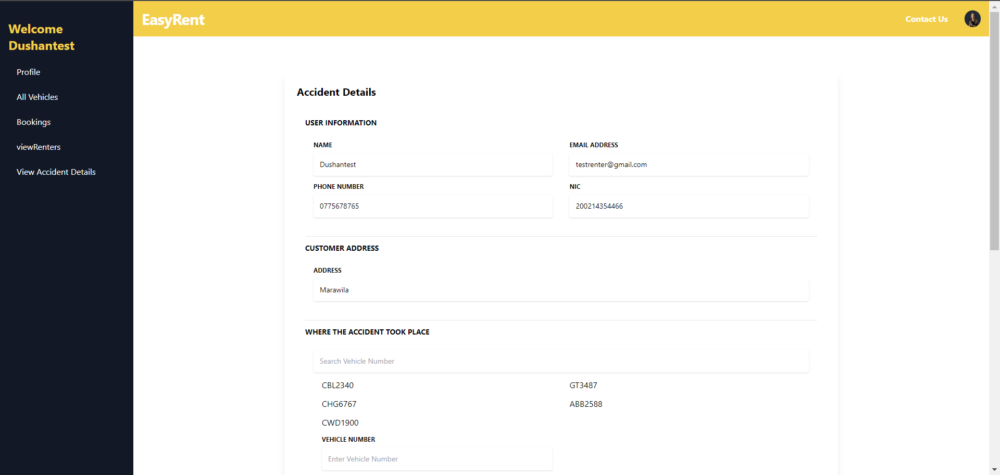 Welcome
Dushantest
Profile
All Vehicles
Bookings
viewRenters
View Accident Details
EasyRent
Contact Us
Accident Details
USER INFORMATION
NAME
EMAIL ADDRESS
Dushantest
testrenter@gmail.com
PHONE NUMBER
NIC
0775678765
200214354466
CUSTOMER ADDRESS
ADDRESS
Marawila
WHERE THE ACCIDENT TOOK PLACE
Search Vehicle Number
CBL2340
GT3487
CHG6767
ABB2588
CWD1900
VEHICLE NUMBER
Enter Vehicle Number